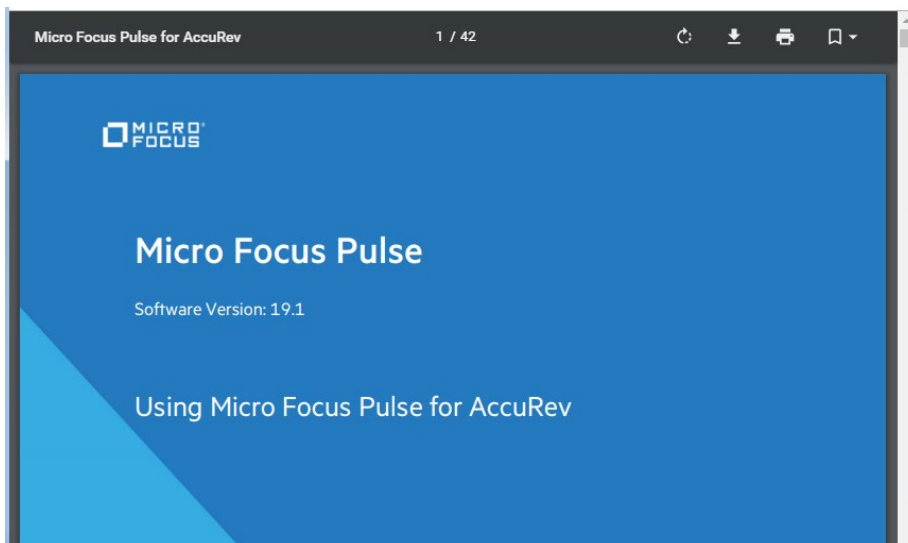 Micro Focus Pulse for AccuRev
1 / 42
MICRO
FOCUS
Micro Focus Pulse
Software Version: 19.1
Using Micro Focus Pulse for AccuRev